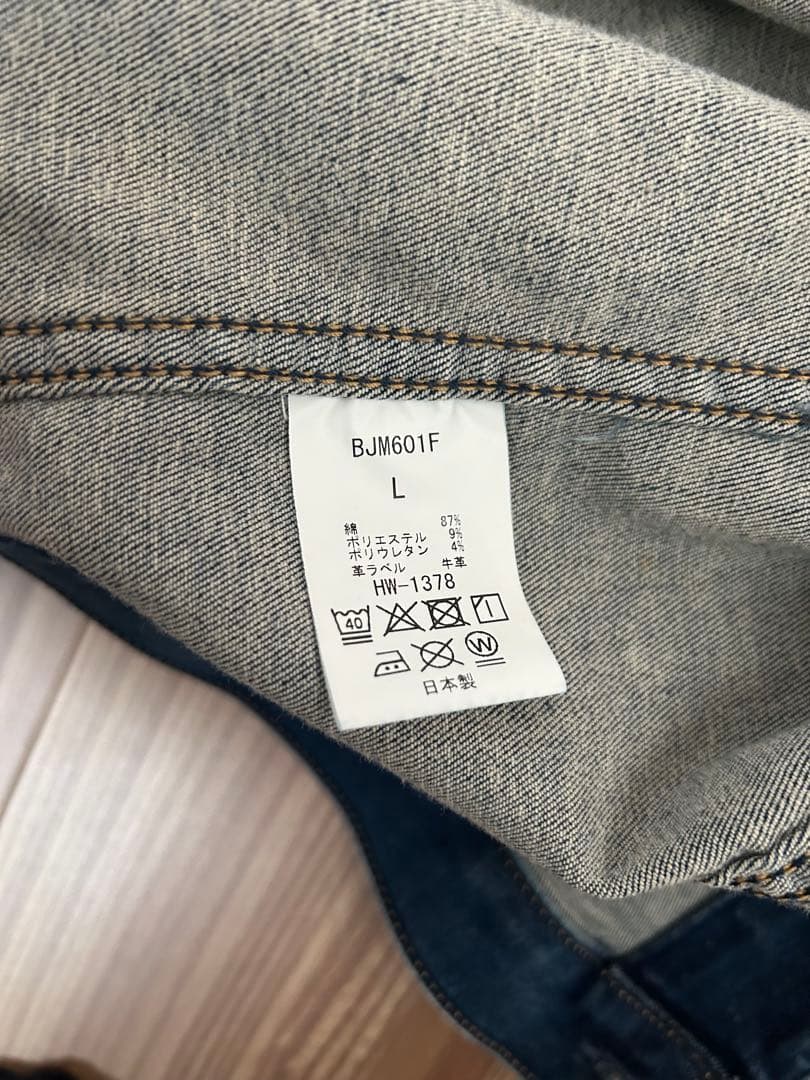 BJM601F
L
綿 87%
ポリエステル 9%
ポリウレタン 4%
革ラベル 牛革
HW-1378
40
W
日本製